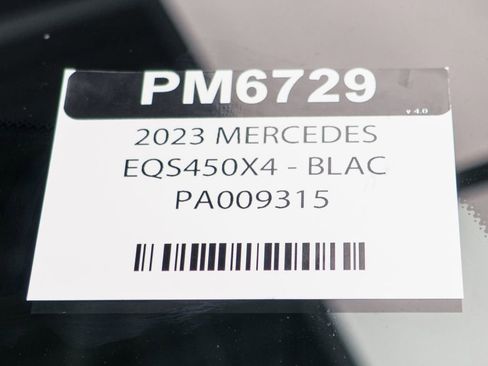 PM6729
v 4.0
2023 MERCEDES
EQS450X4 - BLAC
PA009315